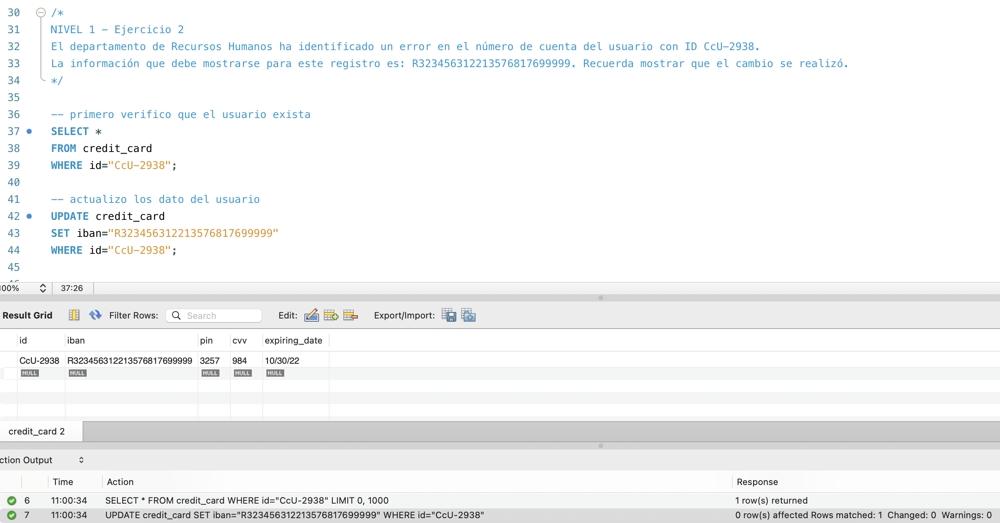 30 /*
31 NIVEL 1 – Ejercicio 2
32 El departamento de Recursos Humanos ha identificado un error en el número de cuenta del usuario con ID CcU-2938.
33 La información que debe mostrarse para este registro es: R323456312213576817699999. Recuerda mostrar que el cambio se realizó.
34 */
35
36 -- primero verifico que el usuario exista
37 SELECT *
38 FROM credit_card
39 WHERE id="CcU-2938";
40
41 -- actualizo los dato del usuario
42 UPDATE credit_card
43 SET iban="R323456312213576817699999"
44 WHERE id="CcU-2938";
45
100% 37:26
Result Grid Filter Rows: Search Edit: Export/Import:
id iban pin cvv expiring_date
CcU-2938 R323456312213576817699999 3257 984 10/30/22
NULL NULL NULL NULL NULL
credit_card 2
ction Output
Time Action Response
6 11:00:34 SELECT * FROM credit_card WHERE id="CcU-2938" LIMIT 0, 1000 1 row(s) returned
7 11:00:34 UPDATE credit_card SET iban="R323456312213576817699999" WHERE id="CcU-2938" 0 row(s) affected Rows matched: 1 Changed: 0 Warnings: 0